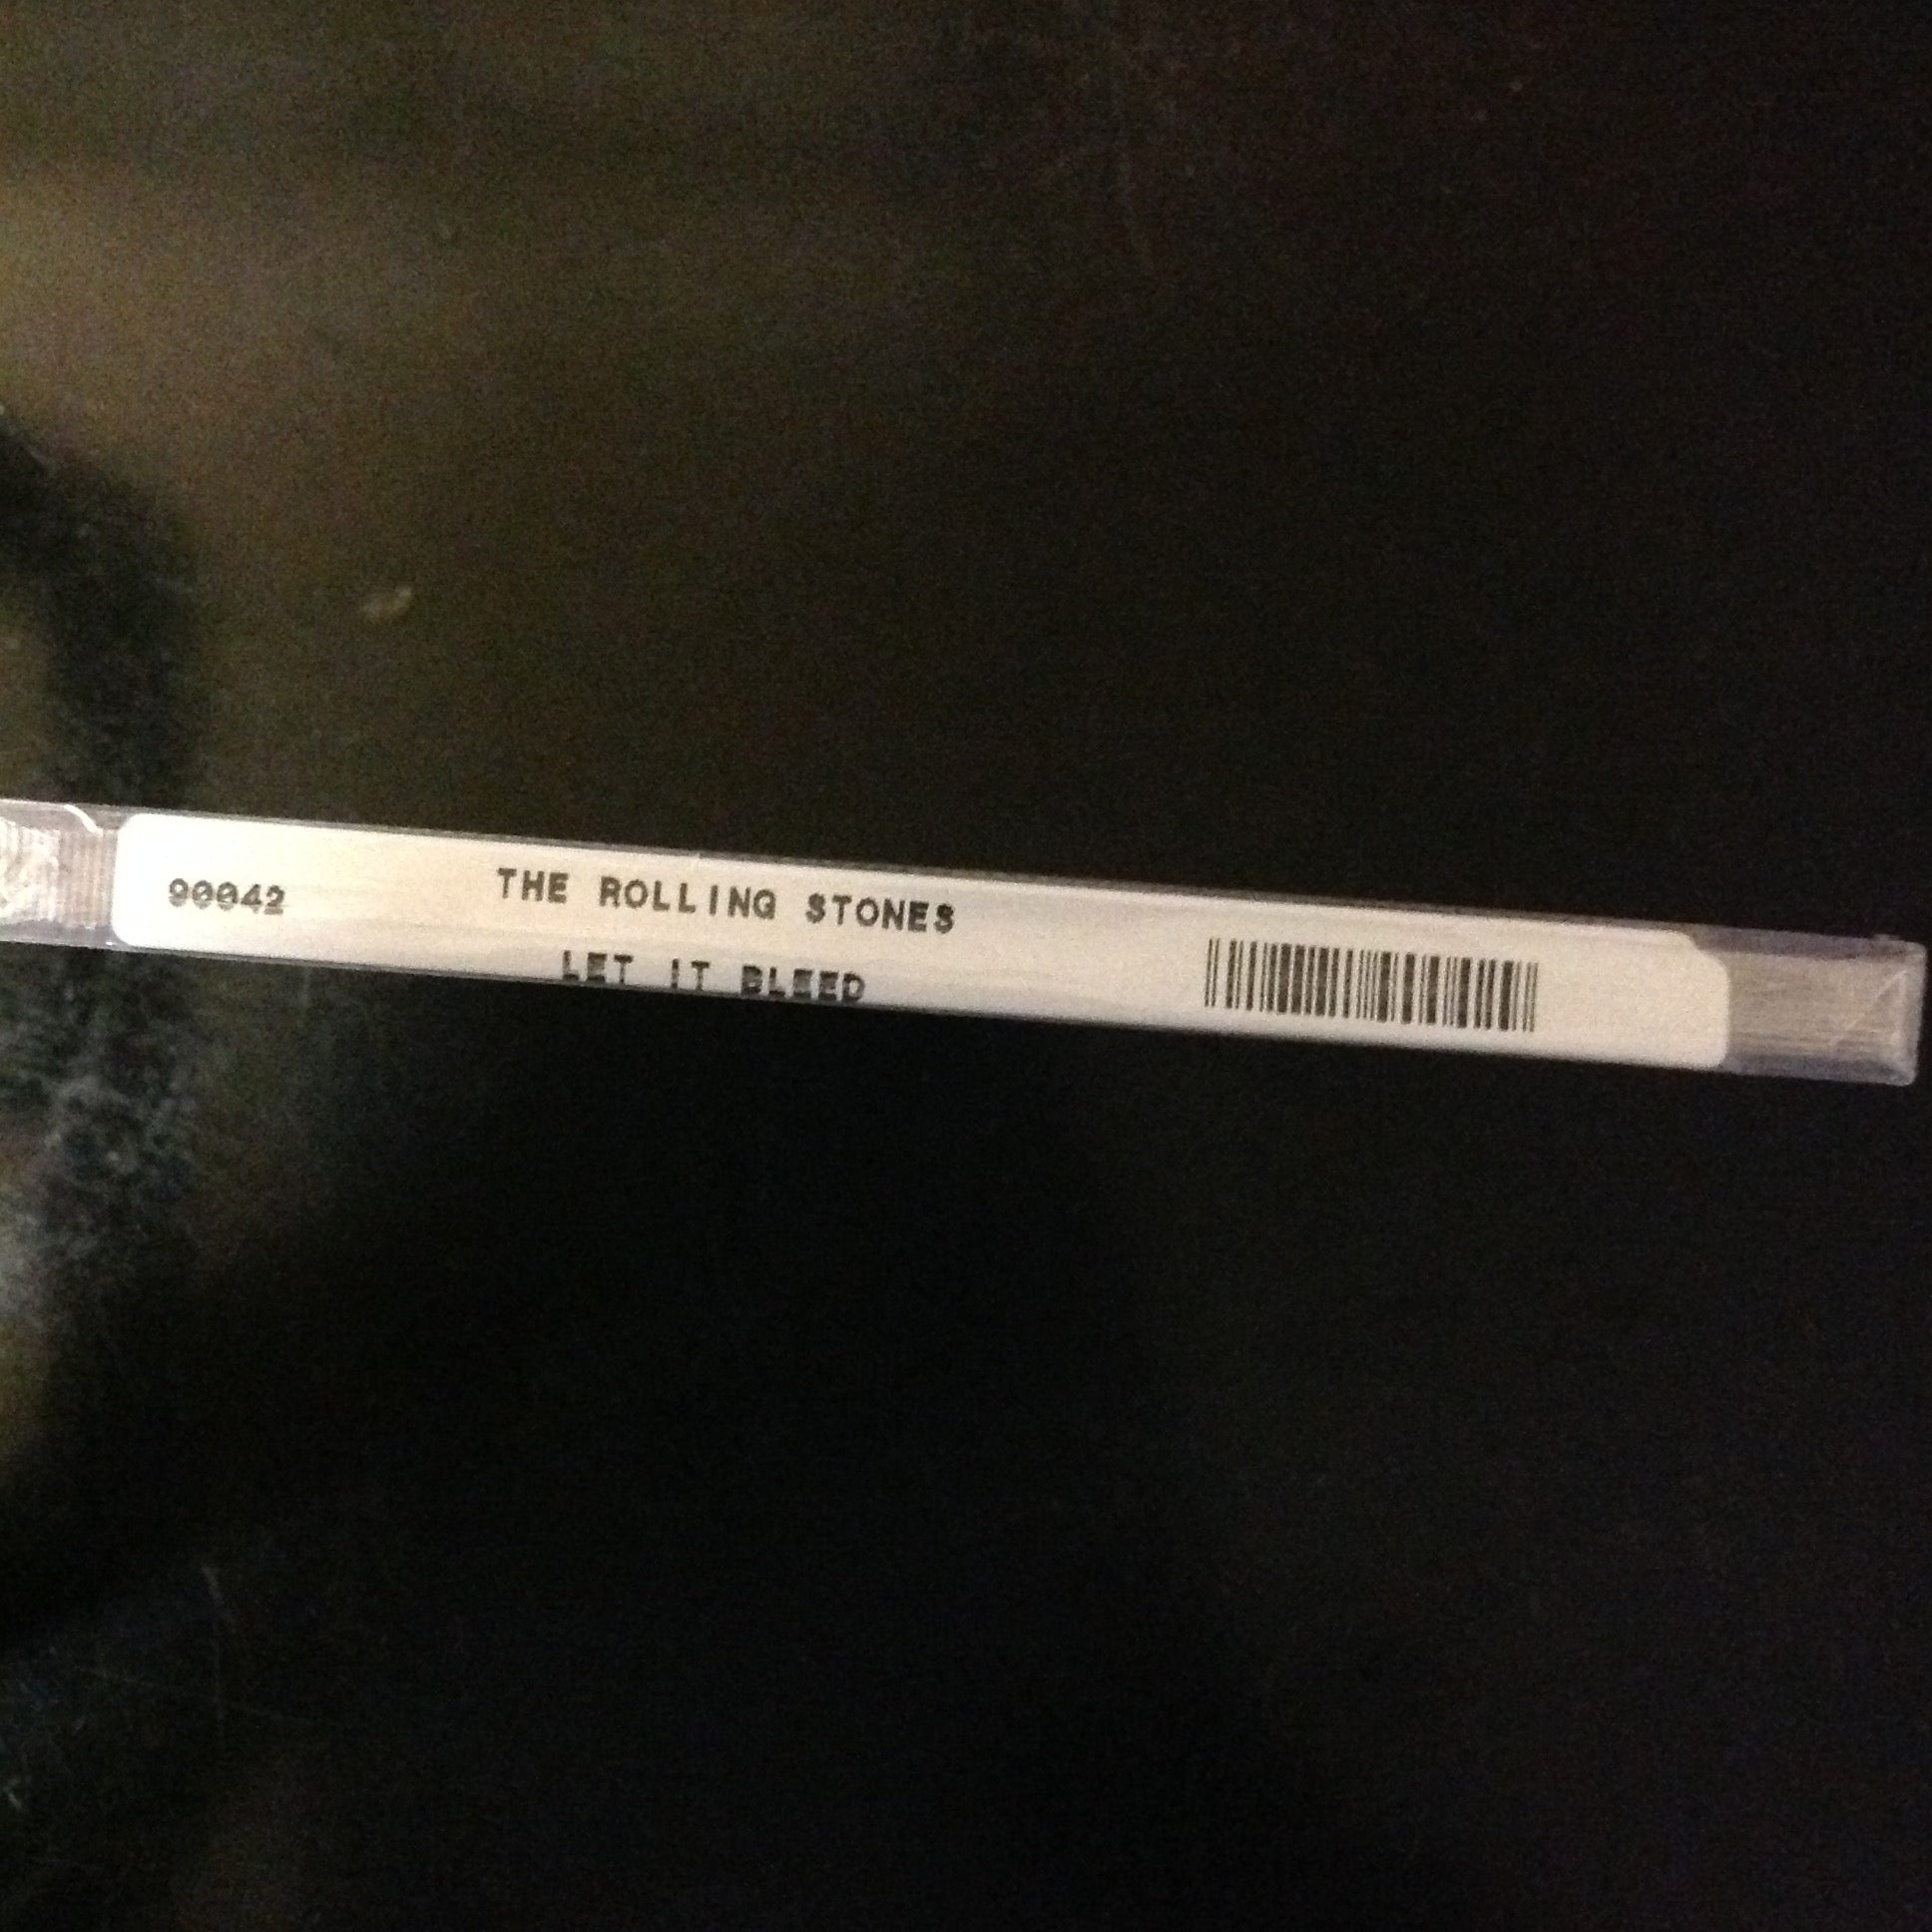 90042
THE ROLLING STONES
LET IT BLEED